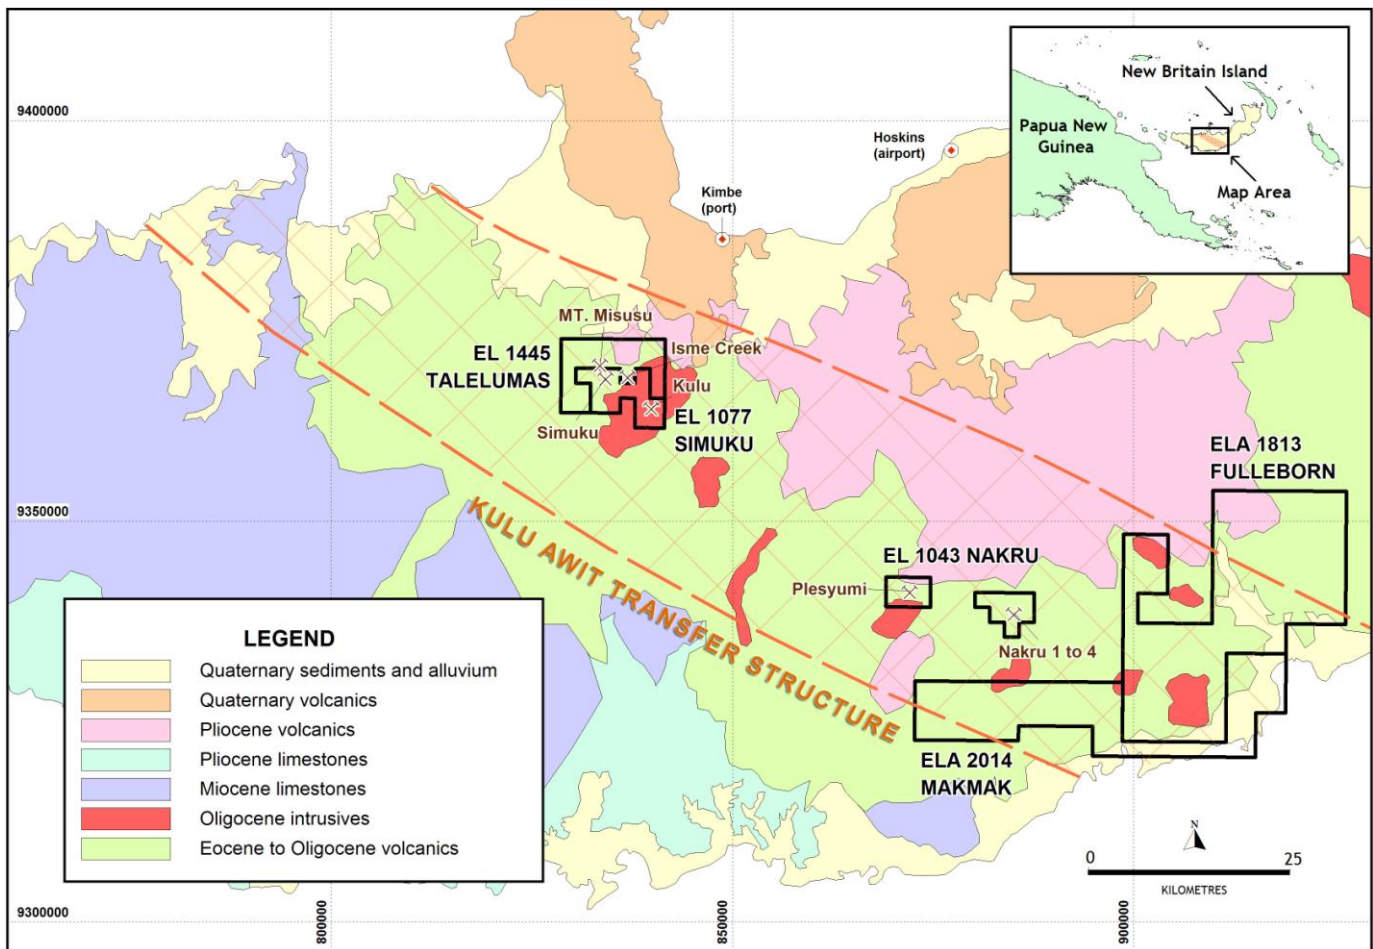 9400000
New Britain Island
Papua New
Guinea
Map Area
Hoskins
(airport)
Kimbe
(port)
MT. Misusu
Isme Creek
EL 1445
TALELUMAS
Kulu
Simuku
EL 1077
SIMUKU
ELA 1813
FULLEBORN
9350000
KULU AWIT TRANSFER STRUCTURE
EL 1043 NAKRU
Plesyumi
Nakru 1 to 4
ELA 2014
MAKMAK
LEGEND
Quaternary sediments and alluvium
Quaternary volcanics
Pliocene volcanics
Pliocene limestones
Miocene limestones
Oligocene intrusives
Eocene to Oligocene volcanics
N
0
25
KILOMETRES
9300000
800000
850000
900000